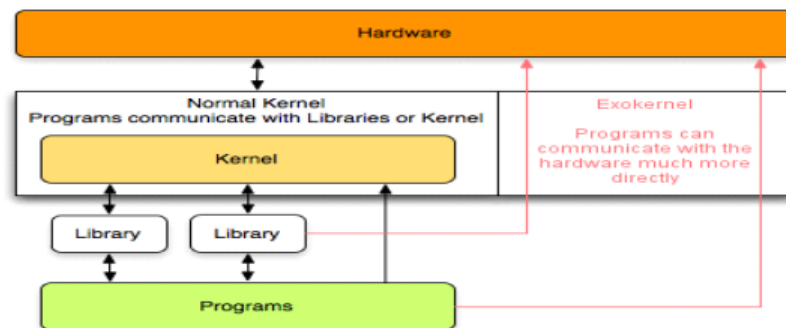 Hardware
Normal Kernel
Programs communicate with Libraries or Kernel
Kernel
Exokernel
Programs can
communicate with the
hardware much more
directly
Library
Library
Programs